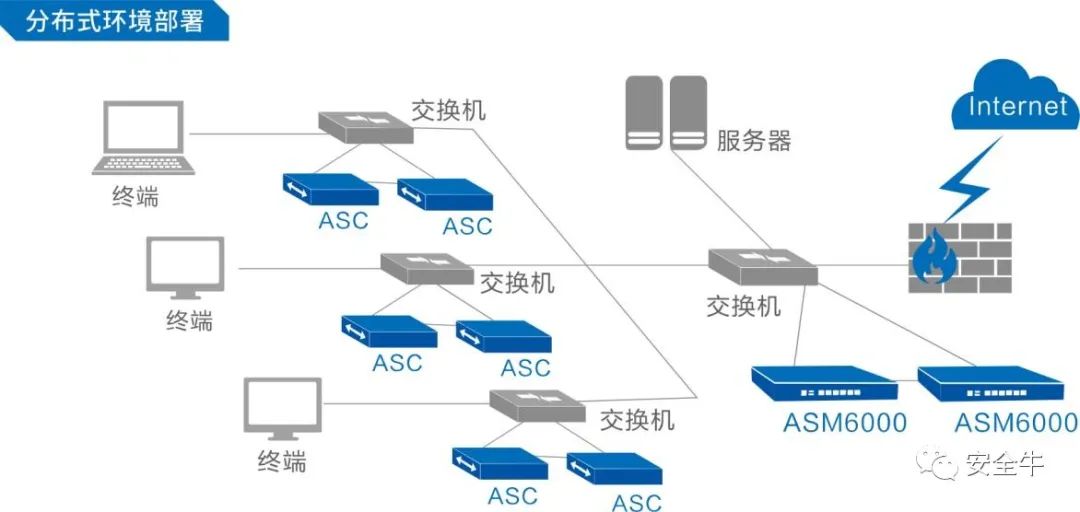 分布式环境部署
交换机
Internet
服务器
终端
ASC
ASC
交换机
交换机
终端
ASC
ASC
ASM6000
ASM6000
交换机
终端
ASC
ASC
安全牛